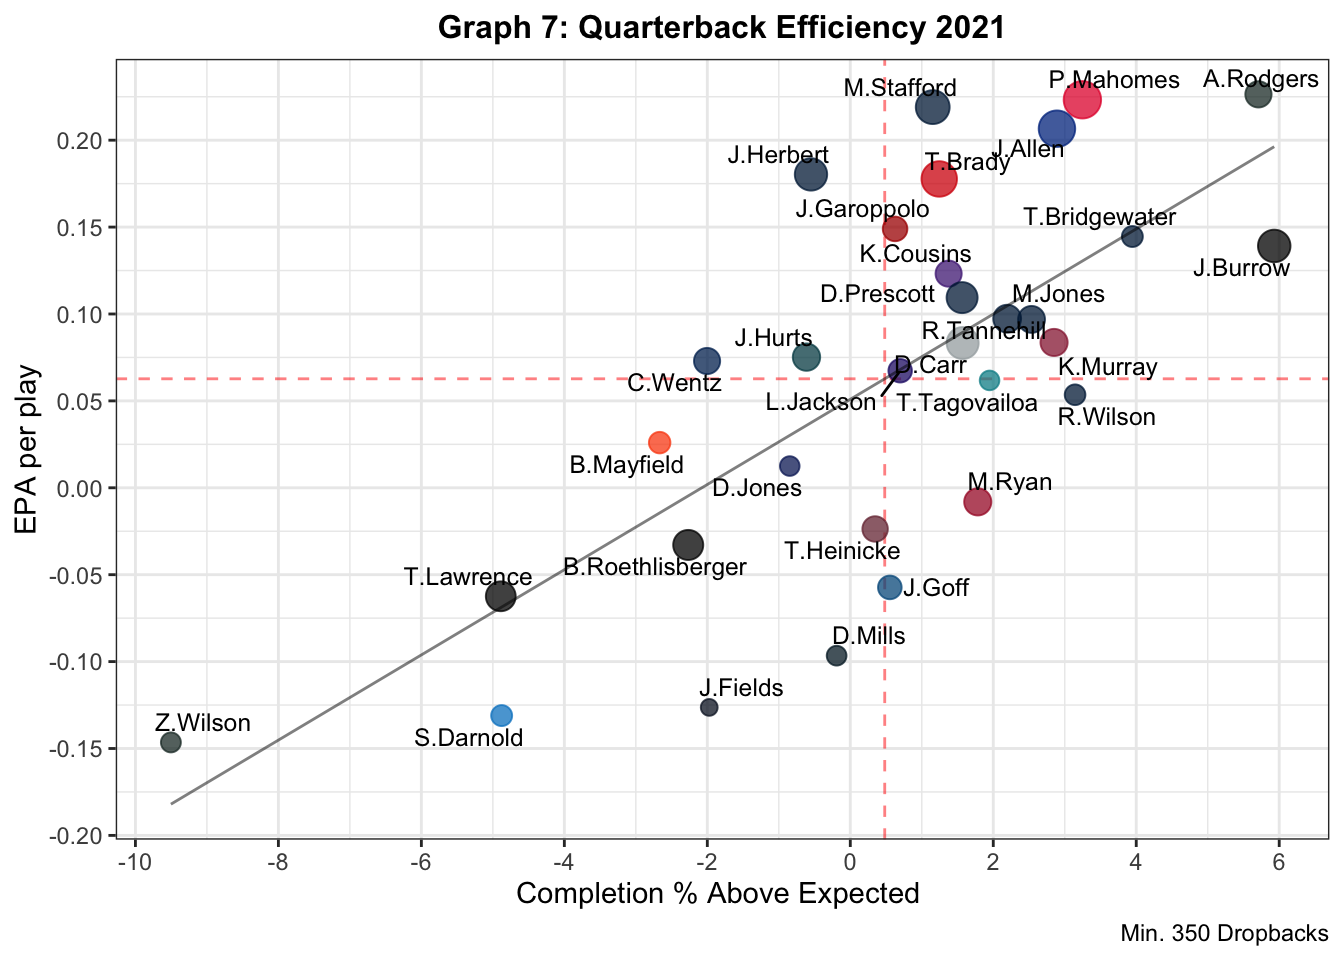 Graph 7: Quarterback Efficiency 2021
P.Mahomes
A.Rodgers
M.Stafford
J.Allen
J.Herbert
T.Brady
J.Garoppolo
T.Bridgewater
K.Cousins
J.Burrow
D.Prescott
M.Jones
R.Tannehill
J.Hurts
D.Carr
K.Murray
C.Wentz
L.Jackson
T.Tagovailoa
R.Wilson
B.Mayfield
D.Jones
M.Ryan
T.Heinicke
B.Roethlisberger
T.Lawrence
J.Goff
D.Mills
J.Fields
Z.Wilson
S.Darnold
EPA per play
0.20
0.15
0.10
0.05
0.00
-0.05
-0.10
-0.15
-0.20
-10 -8 -6 -4 -2 0 2 4 6
Completion % Above Expected
Min. 350 Dropbacks